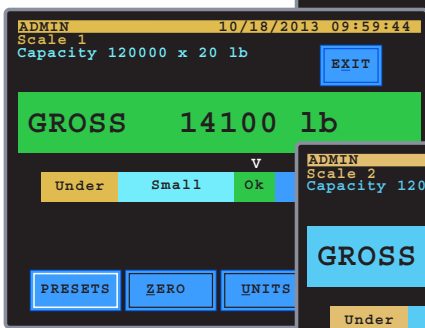 ADMIN 10/18/2013 09:59:44
Scale 1
Capacity 120000 x 20 lb
EXIT
GROSS 14100 lb
V
Under Small Ok
PRESETS ZERO UNITS
ADMIN
Scale 2
Capacity 120
GROSS
Under